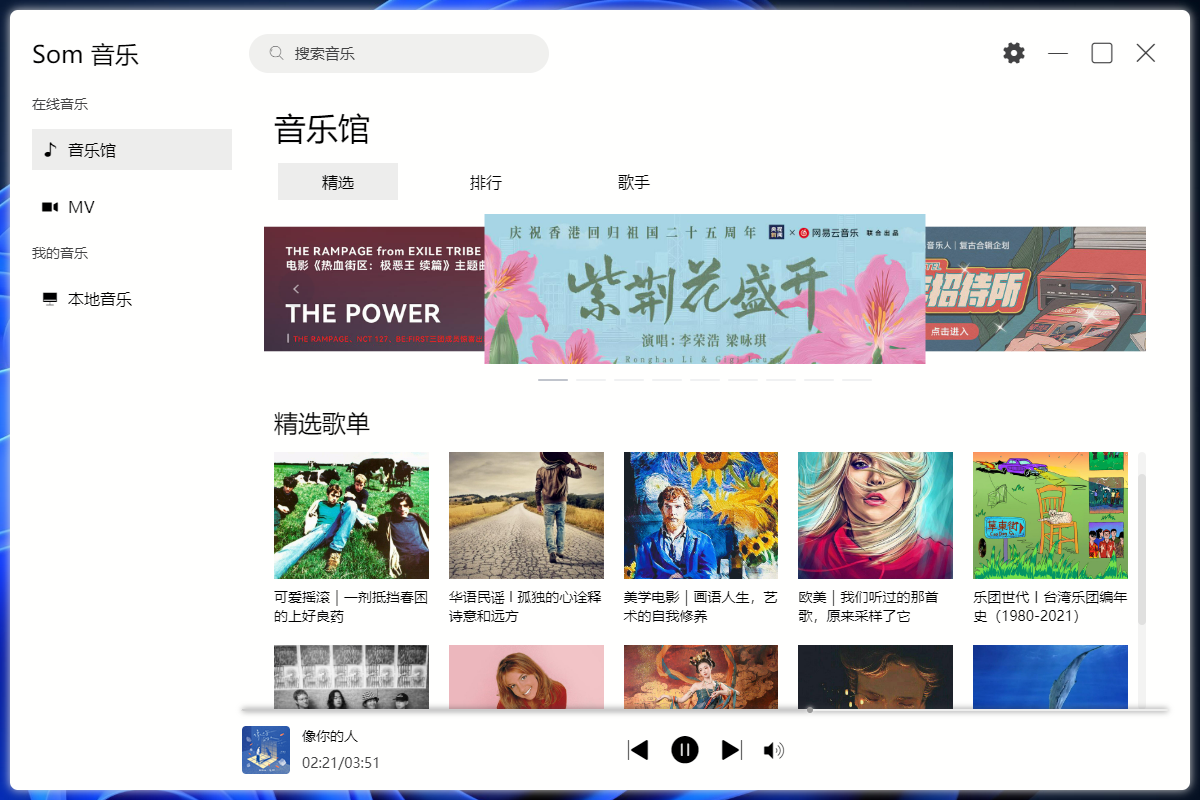 Som 音乐
搜索音乐
在线音乐
音乐馆
MV
我的音乐
本地音乐
音乐馆
精选
排行
歌手
THE RAMPAGE from EXILE TRIBE
电影《热血街区：极恶王 续篇》主题曲
THE POWER
庆祝香港回归祖国二十五周年
央视新闻 × 网易云音乐 联合出品
紫荆花盛开
演唱：李荣浩 梁咏琪
Ronghao Li & Gigi Leung
音乐人｜复古合辑企划
招待所
点击进入
精选歌单
可爱摇滚｜一剂抵挡春困
的上好良药
华语民谣 l 孤独的心诠释
诗意和远方
美学电影｜画语人生，艺
术的自我修养
欧美｜我们听过的那首
歌，原来采样了它
乐团世代丨台湾乐团编年
史（1980-2021）
像你的人
02:21/03:51